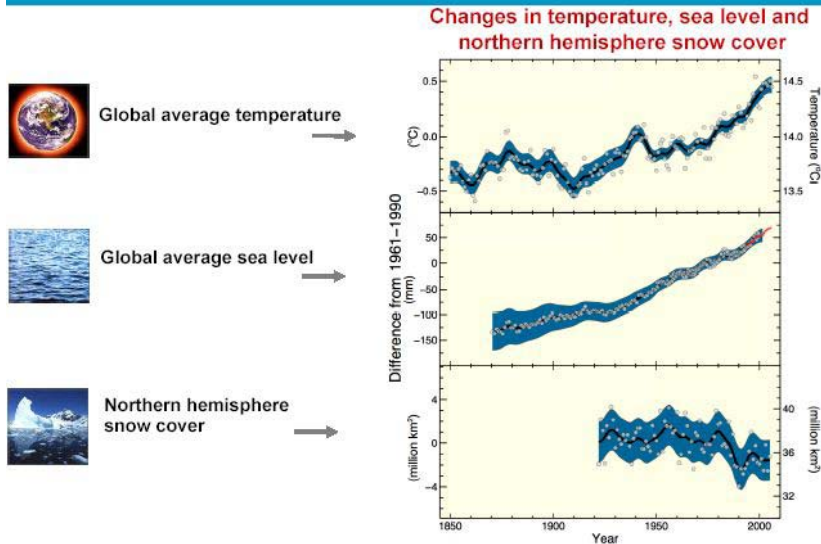 Changes in temperature, sea level and
northern hemisphere snow cover
Global average temperature
Global average sea level
Northern hemisphere
snow cover
Difference from 1961–1990
(°C)
0.5
0.0
−0.5
Temperature (°C
14.5
14.0
13.5
(mm)
50
0
−50
−100
−150
(million km²)
4
0
−4
(million km²)
40
36
32
1850
1900
1950
2000
Year